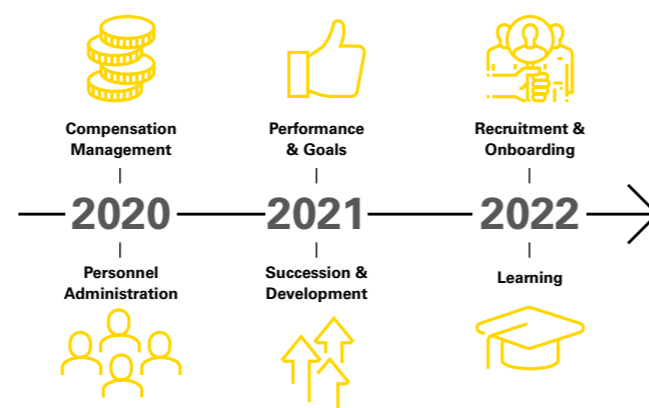 Compensation
Management
Performance
& Goals
Recruitment &
Onboarding
2020
2021
2022
Personnel
Administration
Succession &
Development
Learning